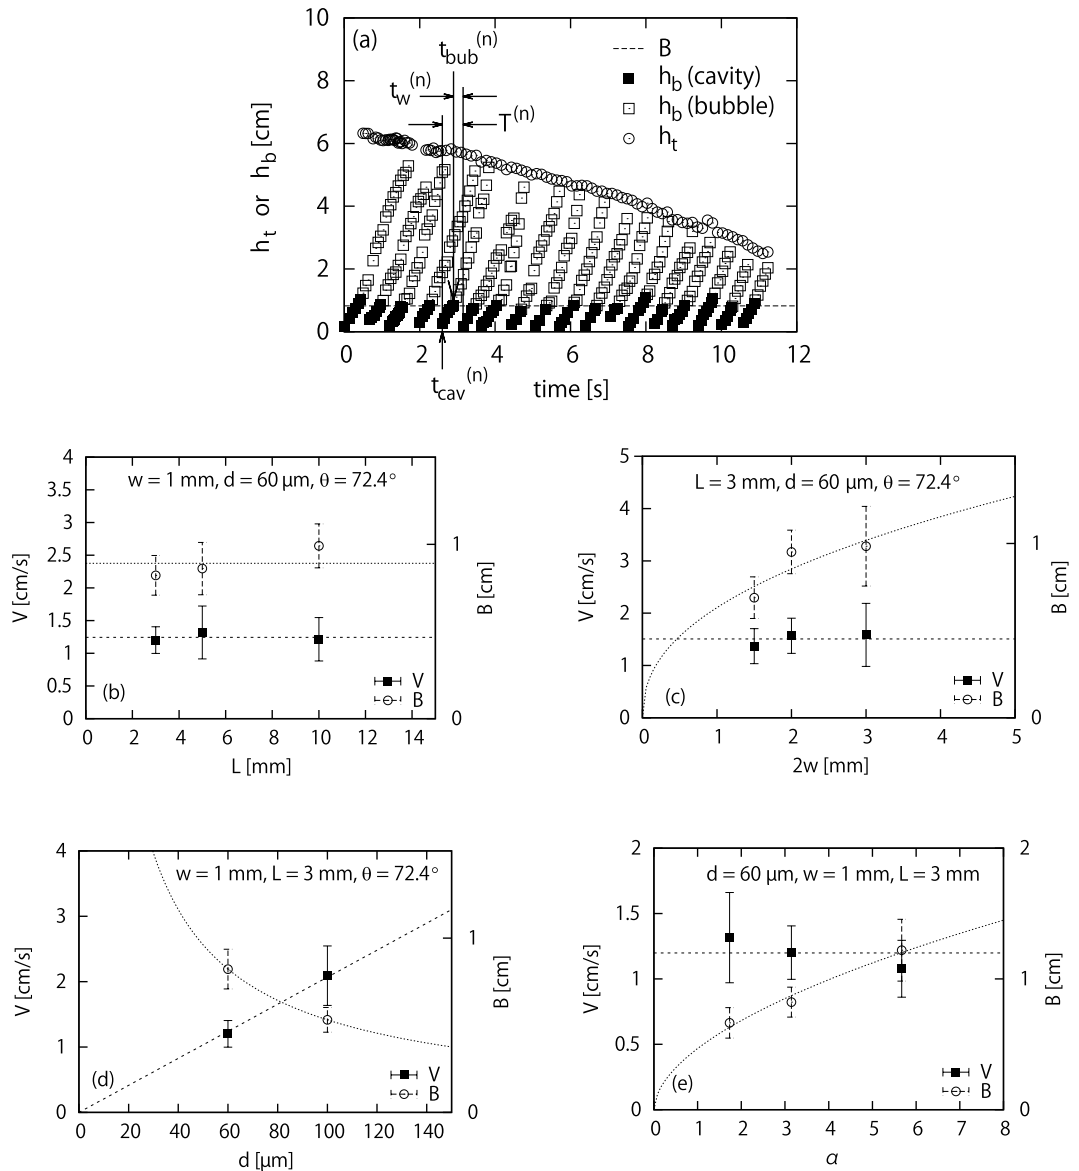 10
8
6
4
2
0
h_t or h_b [cm]
(a)
t_bub^(n)
t_w^(n)
T^(n)
t_cav^(n)
B
h_b (cavity)
h_b (bubble)
h_t
0 2 4 6 8 10 12
time [s]
4
3.5
3
2.5
2
1.5
1
0.5
0
V [cm/s]
w = 1 mm, d = 60 μm, θ = 72.4°
(b)
V
B
1
0
B [cm]
0 2 4 6 8 10 12 14
L [mm]
5
4
3
2
1
0
V [cm/s]
L = 3 mm, d = 60 μm, θ = 72.4°
(c)
V
B
1
0
B [cm]
0 1 2 3 4 5
2w [mm]
4
3
2
1
0
V [cm/s]
w = 1 mm, L = 3 mm, θ = 72.4°
(d)
V
B
1
0
B [cm]
0 20 40 60 80 100 120 140
d [μm]
2
1.5
1
0.5
0
V [cm/s]
d = 60 μm, w = 1 mm, L = 3 mm
(e)
V
B
2
1
0
B [cm]
0 1 2 3 4 5 6 7 8
α